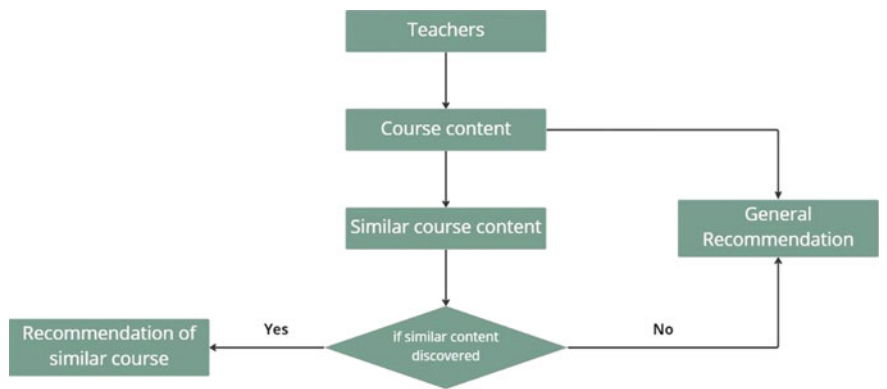 Teachers
Course content
Similar course content
General
Recommendation
if similar content
discovered
Yes
No
Recommendation of
similar course